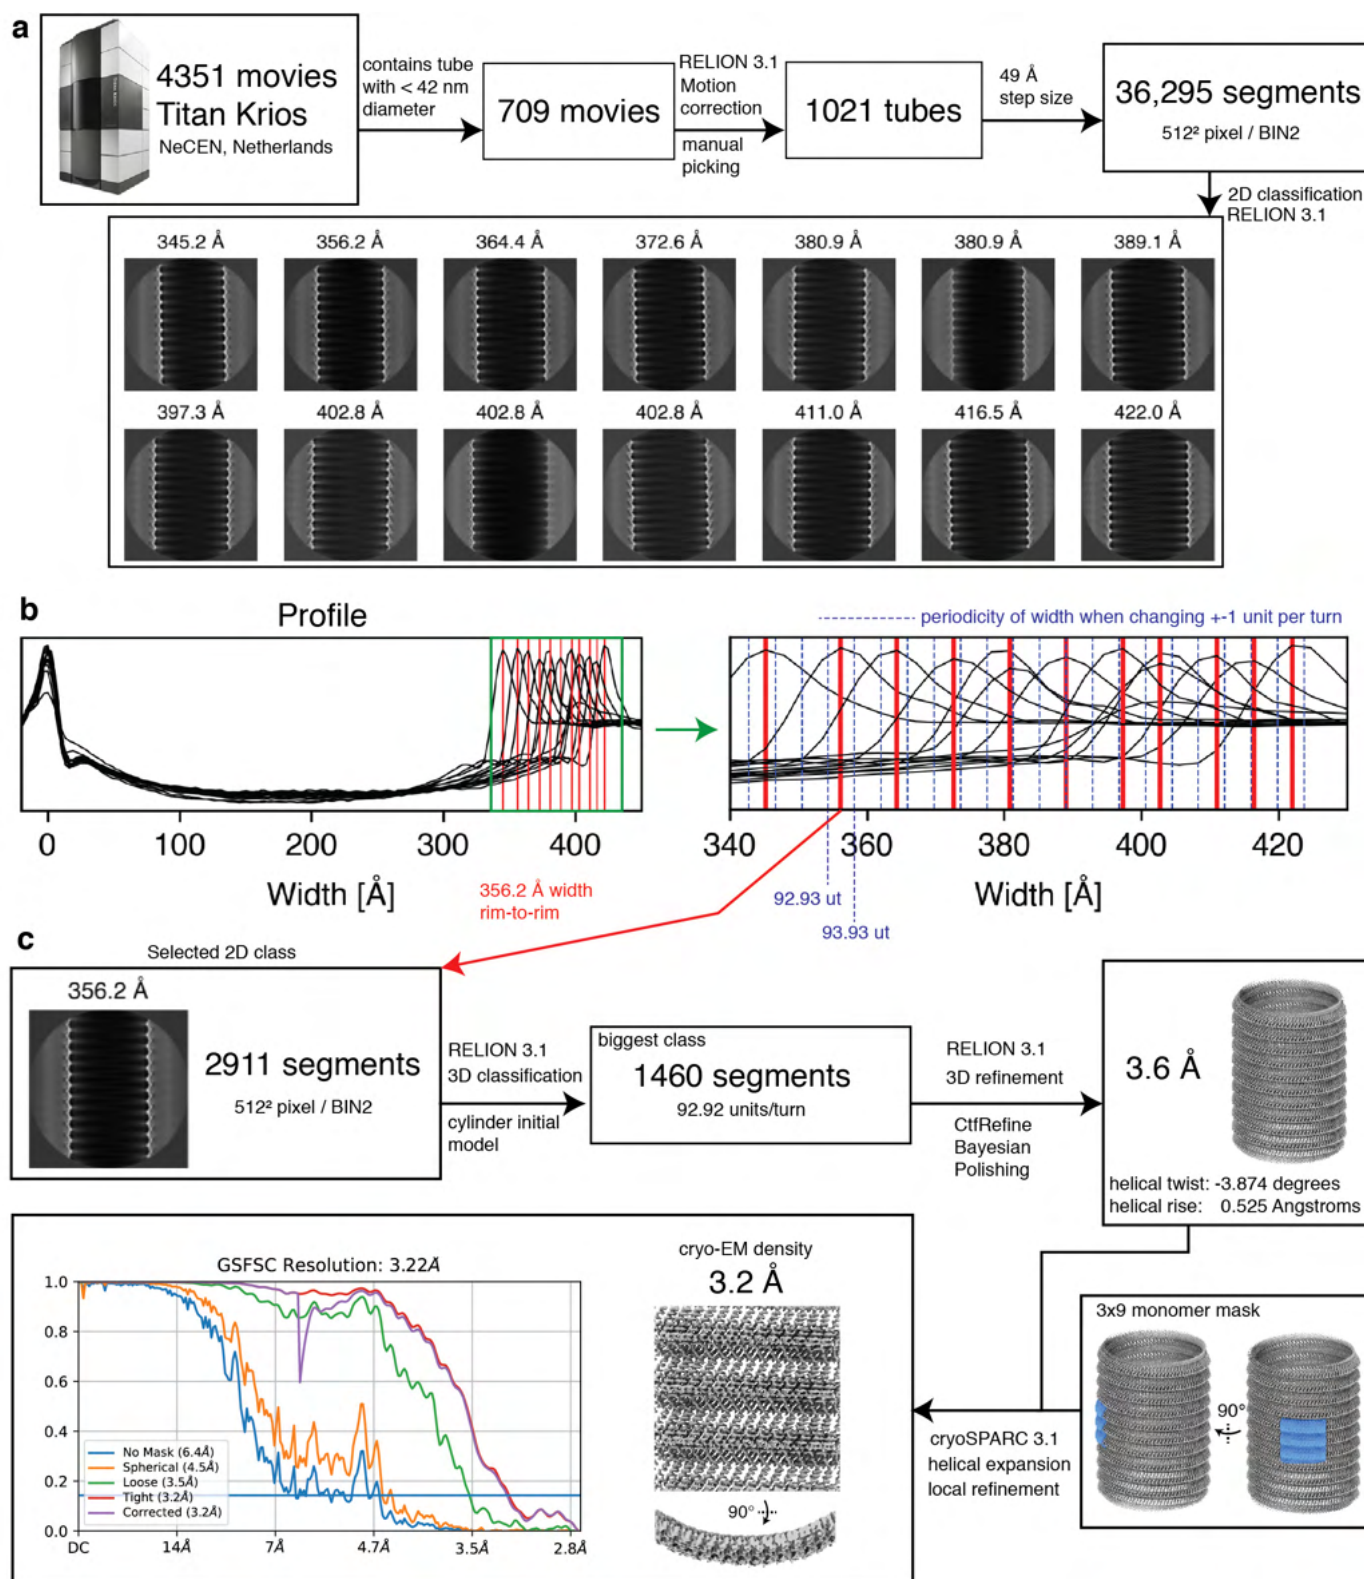 a
4351 movies
Titan Krios
NeCEN, Netherlands
contains tube
with < 42 nm
diameter
709 movies
RELION 3.1
Motion
correction
manual
picking
1021 tubes
49 Å
step size
36,295 segments
512² pixel / BIN2
2D classification
RELION 3.1
345.2 Å 356.2 Å 364.4 Å 372.6 Å 380.9 Å 380.9 Å 389.1 Å
397.3 Å 402.8 Å 402.8 Å 402.8 Å 411.0 Å 416.5 Å 422.0 Å
b
Profile
periodicity of width when changing +-1 unit per turn
0 100 200 300 400
Width [Å]
340 360 380 400 420
Width [Å]
356.2 Å width
rim-to-rim
92.93 ut
93.93 ut
c
Selected 2D class
356.2 Å
2911 segments
512² pixel / BIN2
RELION 3.1
3D classification
cylinder initial
model
biggest class
1460 segments
92.92 units/turn
RELION 3.1
3D refinement
CtfRefine
Bayesian
Polishing
3.6 Å
helical twist: -3.874 degrees
helical rise: 0.525 Angstroms
3x9 monomer mask
90°
cryoSPARC 3.1
helical expansion
local refinement
cryo-EM density
3.2 Å
90°
GSFSC Resolution: 3.22Å
1.0
0.8
0.6
0.4
0.2
0.0
No Mask (6.4Å)
Spherical (4.5Å)
Loose (3.5Å)
Tight (3.2Å)
Corrected (3.2Å)
DC 14Å 7Å 4.7Å 3.5Å 2.8Å